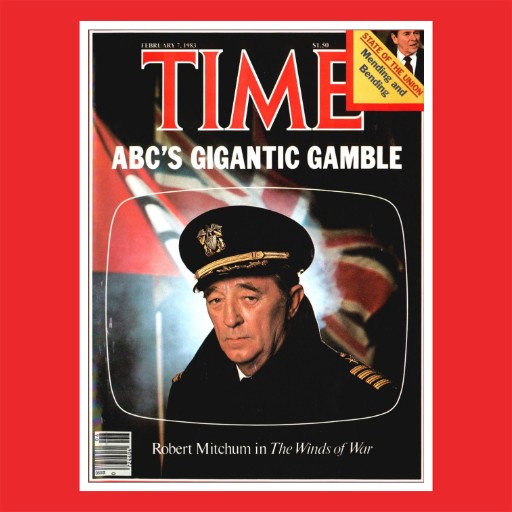 FEBRUARY 7, 1983 $1.50
TIME
STATE OF THE UNION
Mending and
Bending
ABC'S GIGANTIC GAMBLE
Robert Mitchum in The Winds of War